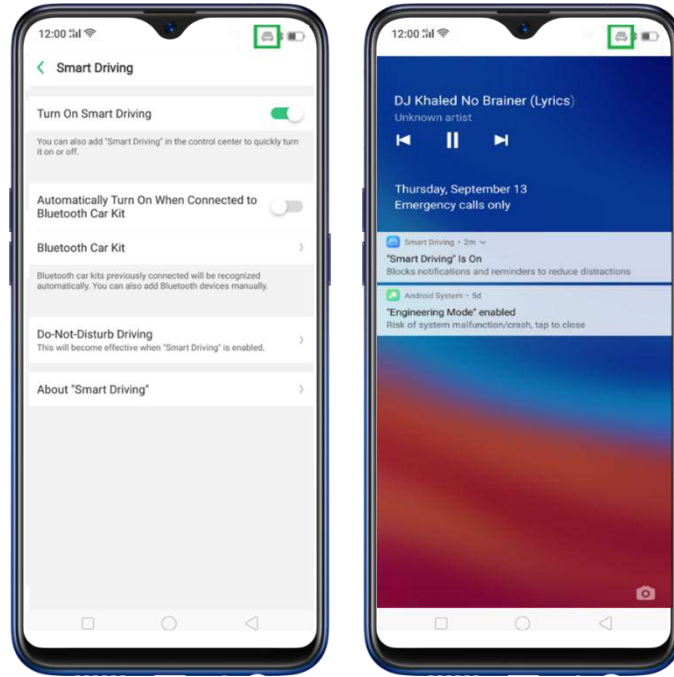 12:00
Smart Driving
Turn On Smart Driving
You can also add "Smart Driving" in the control center to quickly turn
it on or off.
Automatically Turn On When Connected to
Bluetooth Car Kit
Bluetooth Car Kit
Bluetooth car kits previously connected will be recognized
automatically. You can also add Bluetooth devices manually.
Do-Not-Disturb Driving
This will become effective when "Smart Driving" is enabled.
About "Smart Driving"
12:00
DJ Khaled No Brainer (Lyrics)
Unknown artist
Thursday, September 13
Emergency calls only
Smart Driving • 2m
"Smart Driving" Is On
Blocks notifications and reminders to reduce distractions
Android System • 5d
"Engineering Mode" enabled
Risk of system malfunction/crash, tap to close